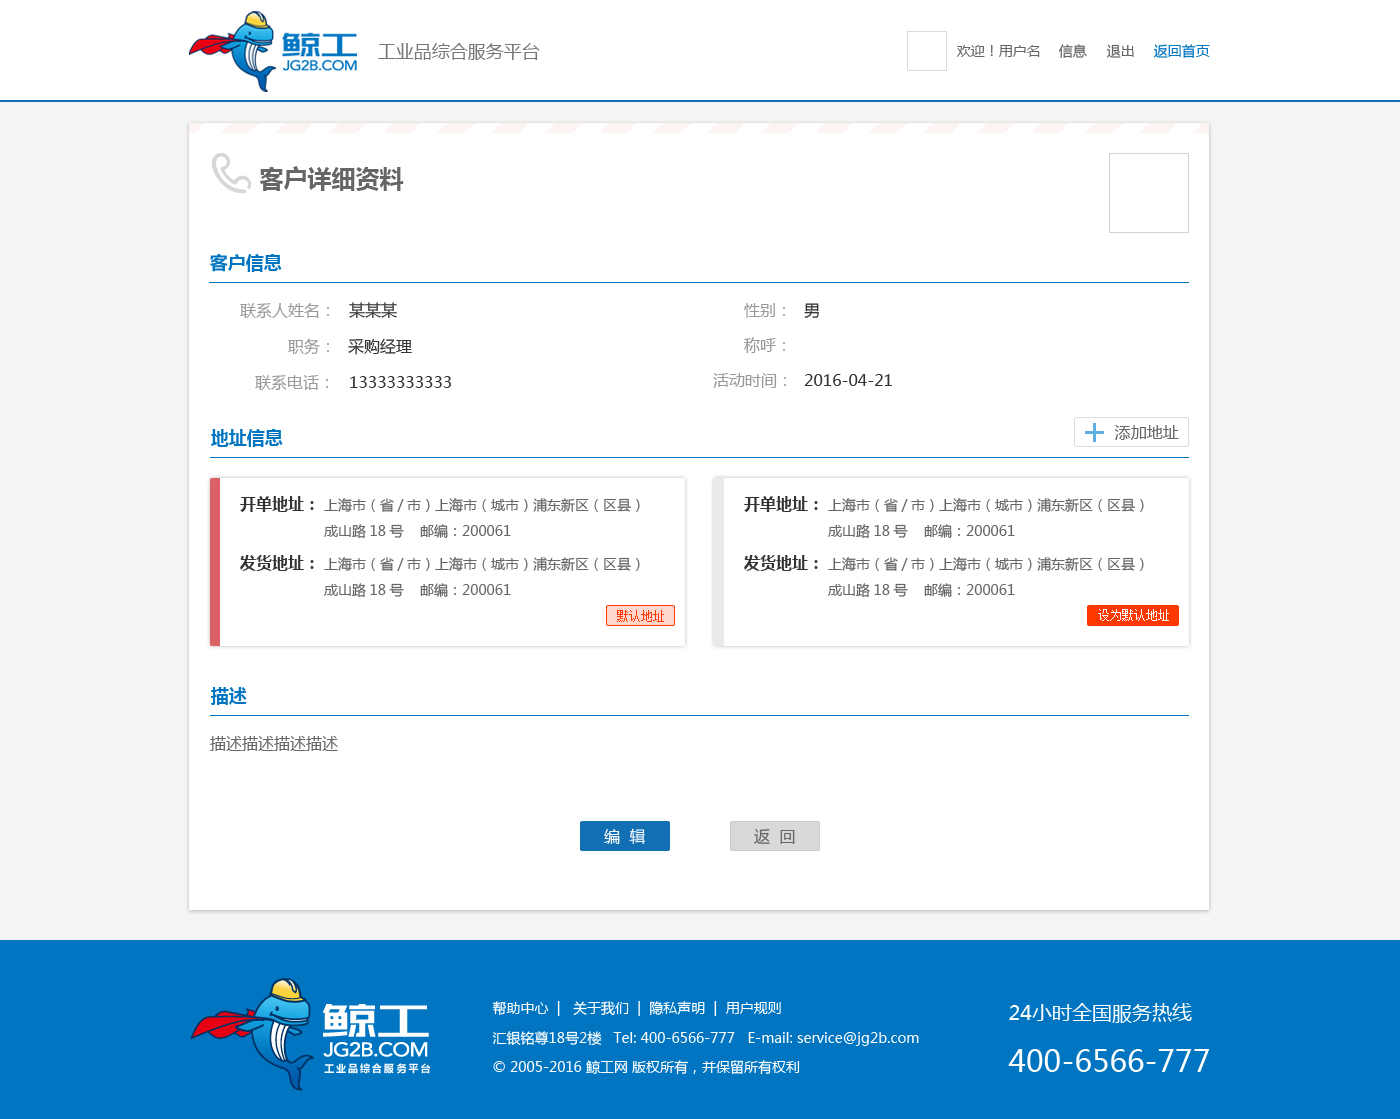 鲸工
JG2B.COM
工业品综合服务平台
欢迎！用户名 信息 退出 返回首页
客户详细资料
客户信息
联系人姓名： 某某某 性别： 男
职务： 采购经理 称呼：
联系电话： 13333333333 活动时间： 2016-04-21
地址信息 添加地址
开单地址： 上海市（省 / 市）上海市（城市）浦东新区（区县）
成山路 18 号 邮编：200061
发货地址： 上海市（省 / 市）上海市（城市）浦东新区（区县）
成山路 18 号 邮编：200061
默认地址
开单地址： 上海市（省 / 市）上海市（城市）浦东新区（区县）
成山路 18 号 邮编：200061
发货地址： 上海市（省 / 市）上海市（城市）浦东新区（区县）
成山路 18 号 邮编：200061
设为默认地址
描述
描述描述描述描述
编 辑 返 回
鲸工
JG2B.COM
工业品综合服务平台
帮助中心 | 关于我们 | 隐私声明 | 用户规则
汇银铭尊18号2楼 Tel: 400-6566-777 E-mail: service@jg2b.com
© 2005-2016 鲸工网 版权所有，并保留所有权利
24小时全国服务热线
400-6566-777